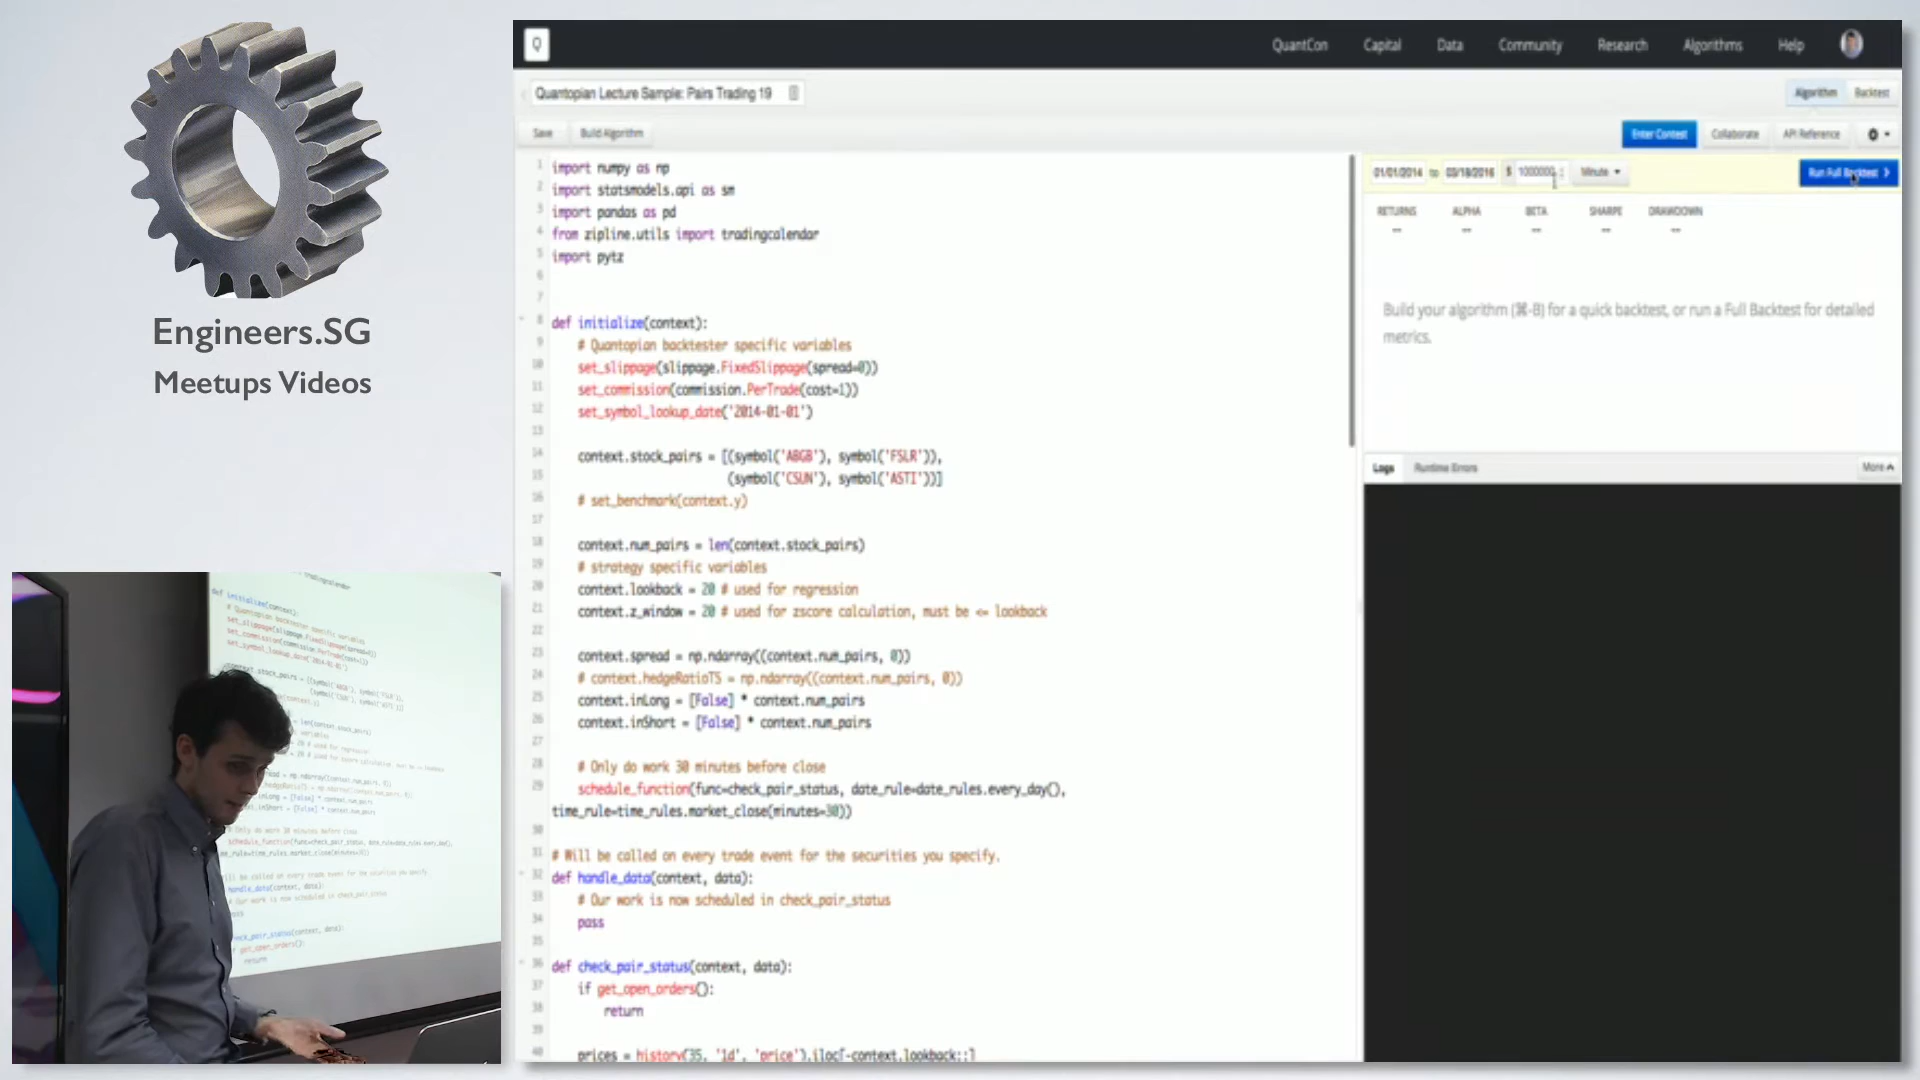 Engineers.SG
Meetups Videos
Q
QuantCon Capital Data Community Research Algorithms Help
Quantopian Lecture Sample: Pairs Trading 19
Algorithm Backtest
Save Build Algorithm
Enter Contest Collaborate API Reference
01/01/2014 to 03/18/2016 $ 1000000 Minute
Run Full Backtest
RETURNS ALPHA BETA SHARPE DRAWDOWN
-- -- -- -- --
Build your algorithm (⌘-B) for a quick backtest, or run a Full Backtest for detailed
metrics.
Logs Runtime Errors More
1 import numpy as np
2 import statsmodels.api as sm
3 import pandas as pd
4 from zipline.utils import tradingcalendar
5 import pytz
6
7
8 def initialize(context):
9 # Quantopian backtester specific variables
10 set_slippage(slippage.FixedSlippage(spread=0))
11 set_commission(commission.PerTrade(cost=1))
12 set_symbol_lookup_date('2014-01-01')
13
14 context.stock_pairs = [(symbol('ABGB'), symbol('FSLR')),
15 (symbol('CSUN'), symbol('ASTI'))]
16 # set_benchmark(context.y)
17
18 context.num_pairs = len(context.stock_pairs)
19 # strategy specific variables
20 context.lookback = 20 # used for regression
21 context.z_window = 20 # used for zscore calculation, must be <= lookback
22
23 context.spread = np.ndarray((context.num_pairs, 0))
24 # context.hedgeRatioTS = np.ndarray((context.num_pairs, 0))
25 context.inLong = [False] * context.num_pairs
26 context.inShort = [False] * context.num_pairs
27
28 # Only do work 30 minutes before close
29 schedule_function(func=check_pair_status, date_rule=date_rules.every_day(),
time_rule=time_rules.market_close(minutes=30))
30
31 # Will be called on every trade event for the securities you specify.
32 def handle_data(context, data):
33 # Our work is now scheduled in check_pair_status
34 pass
35
36 def check_pair_status(context, data):
37 if get_open_orders():
38 return
39
40 prices = history(35, '1d', 'price').iloc[-context.lookback::]